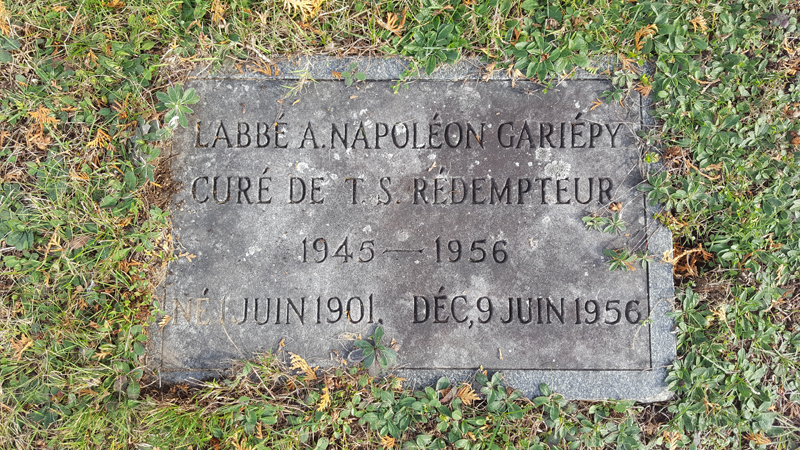 LABBÉ A. NAPOLÉON GARIÉPY
CURÉ DE T. S. RÉDEMPTEUR
1945 — 1956
NÉ 1, JUIN 1901. DÉC, 9 JUIN 1956